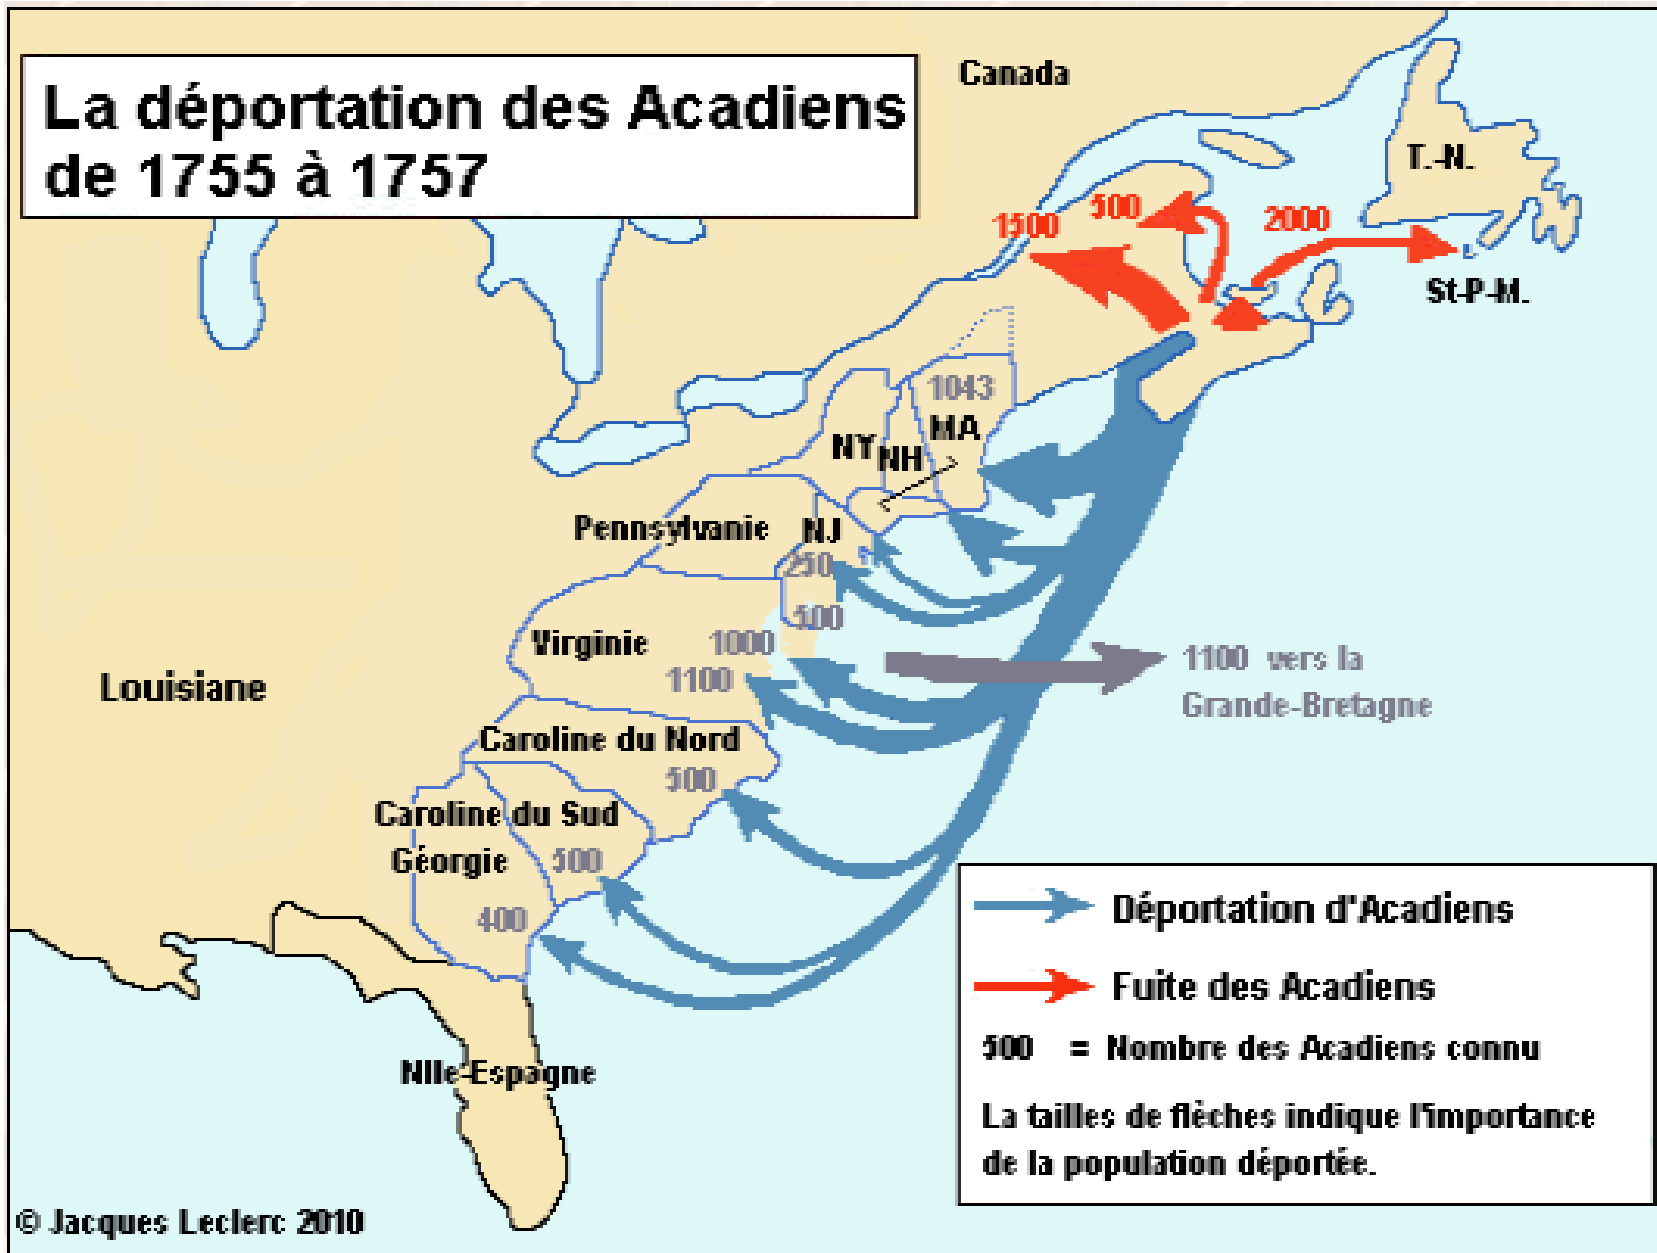 La déportation des Acadiens
de 1755 à 1757
Canada
T.-N.
1500
500
2000
St-P-M.
1043
MA
NY
NH
Pennsylvanie
NJ
250
500
Virginie
1000
1100
1100 vers la
Grande-Bretagne
Louisiane
Caroline du Nord
500
Caroline du Sud
Géorgie
500
400
Nlle-Espagne
Déportation d'Acadiens
Fuite des Acadiens
500 = Nombre des Acadiens connu
La tailles de flèches indique l'importance
de la population déportée.
© Jacques Leclerc 2010